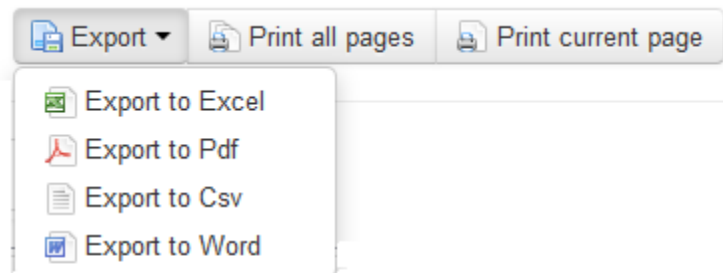 Export Print all pages Print current page
Export to Excel
Export to Pdf
Export to Csv
Export to Word